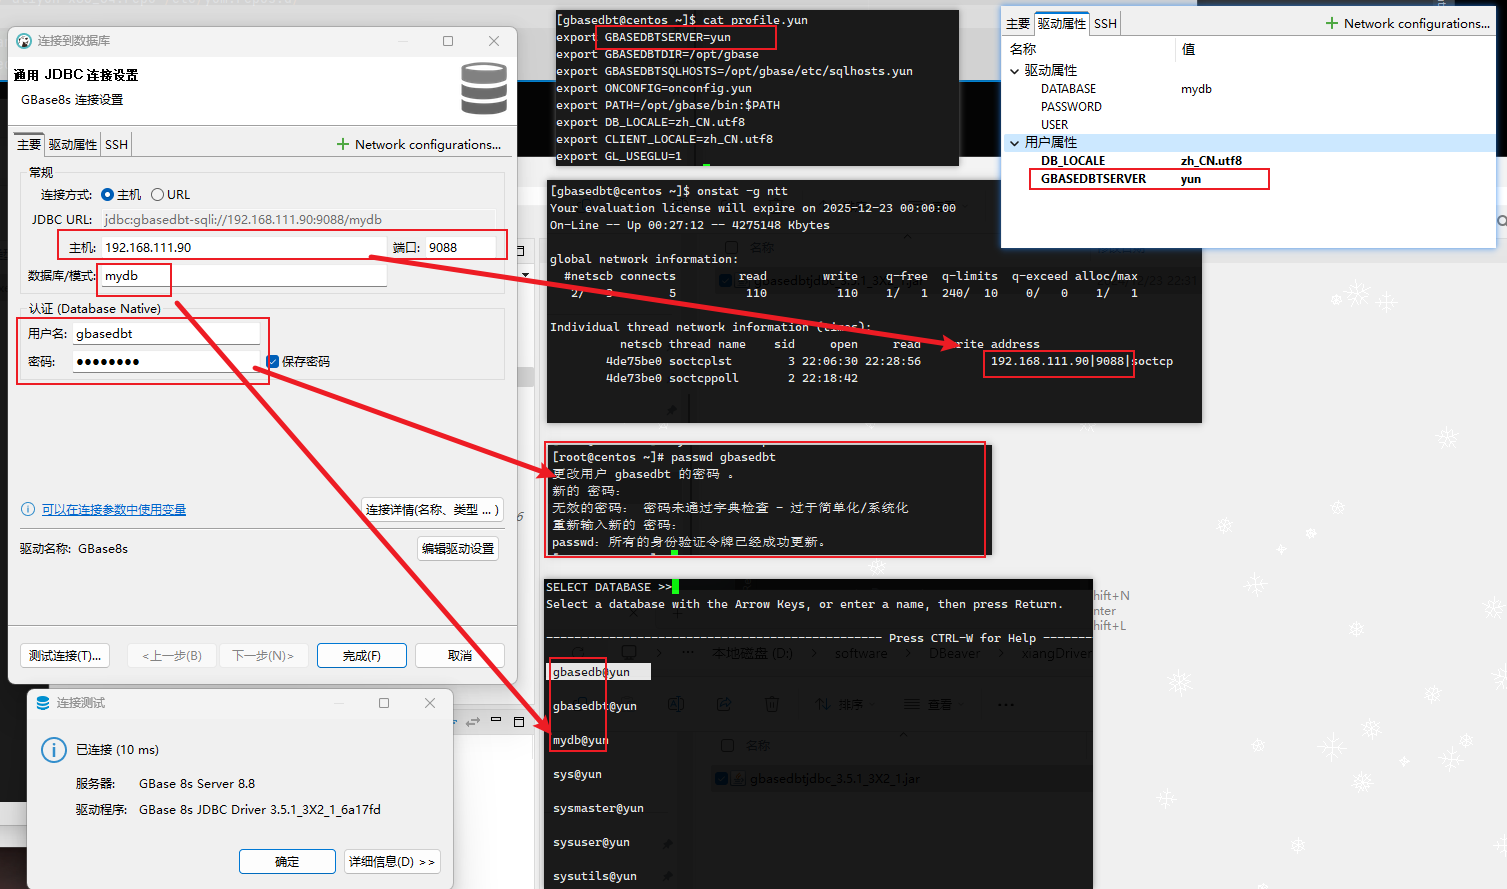 连接到数据库
通用 JDBC 连接设置
GBase8s 连接设置
主要 驱动属性 SSH
Network configurations...
常规
连接方式: 主机 URL
JDBC URL: jdbc:gbasedbt-sqli://192.168.111.90:9088/mydb
主机: 192.168.111.90 端口: 9088
数据库/模式: mydb
认证 (Database Native)
用户名: gbasedbt
密码: ●●●●●●●● 保存密码
可以在连接参数中使用变量
连接详情(名称、类型 ... )
驱动名称: GBase8s
编辑驱动设置
测试连接(T)... <上一步(B) 下一步(N)> 完成(F) 取消
连接测试
已连接 (10 ms)
服务器: GBase 8s Server 8.8
驱动程序: GBase 8s JDBC Driver 3.5.1_3X2_1_6a17fd
确定 详细信息(D) >>
[gbasedbt@centos ~]$ cat profile.yun
export GBASEDBTSERVER=yun
export GBASEDBTDIR=/opt/gbase
export GBASEDBTSQLHOSTS=/opt/gbase/etc/sqlhosts.yun
export ONCONFIG=onconfig.yun
export PATH=/opt/gbase/bin:$PATH
export DB_LOCALE=zh_CN.utf8
export CLIENT_LOCALE=zh_CN.utf8
export GL_USEGLU=1
[gbasedbt@centos ~]$ onstat -g ntt
Your evaluation license will expire on 2025-12-23 00:00:00
On-Line -- Up 00:27:12 -- 4275148 Kbytes
global network information:
#netscb connects read write q-free q-limits q-exceed alloc/max
2/ 3 5 110 110 1/ 1 240/ 10 0/ 0 1/ 1
Individual thread network information (times):
netscb thread name sid open read write address
4de75be0 soctcplst 3 22:06:30 22:28:56 192.168.111.90|9088|soctcp
4de73be0 soctcppoll 2 22:18:42
[root@centos ~]# passwd gbasedbt
更改用户 gbasedbt 的密码 。
新的 密码：
无效的密码： 密码未通过字典检查 - 过于简单化/系统化
重新输入新的 密码：
passwd：所有的身份验证令牌已经成功更新。
SELECT DATABASE >>
Select a database with the Arrow Keys, or enter a name, then press Return.
------------------------------------------------ Press CTRL-W for Help -------
gbasedb@yun
gbasedbt@yun
mydb@yun
sys@yun
sysmaster@yun
sysuser@yun
sysutils@yun
本地磁盘 (D:) software DBeaver xiangDriver
排序 查看
名称
gbasedbtjdbc_3.5.1_3X2_1.jar
hift+N
nter
hift+L
主要 驱动属性 SSH
Network configurations...
名称 值
驱动属性
DATABASE mydb
PASSWORD
USER
用户属性
DB_LOCALE zh_CN.utf8
GBASEDBTSERVER yun